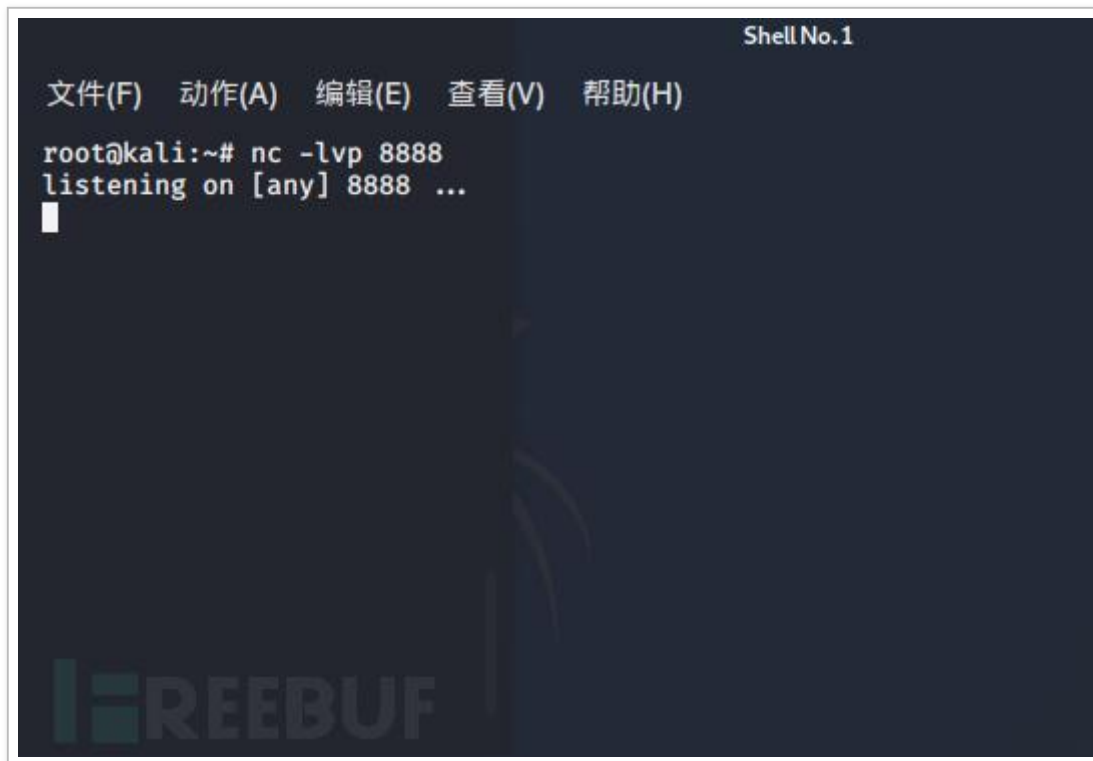 Shell No.1
文件(F) 动作(A) 编辑(E) 查看(V) 帮助(H)
root@kali:~# nc -lvp 8888
listening on [any] 8888 ...
FREEBUF